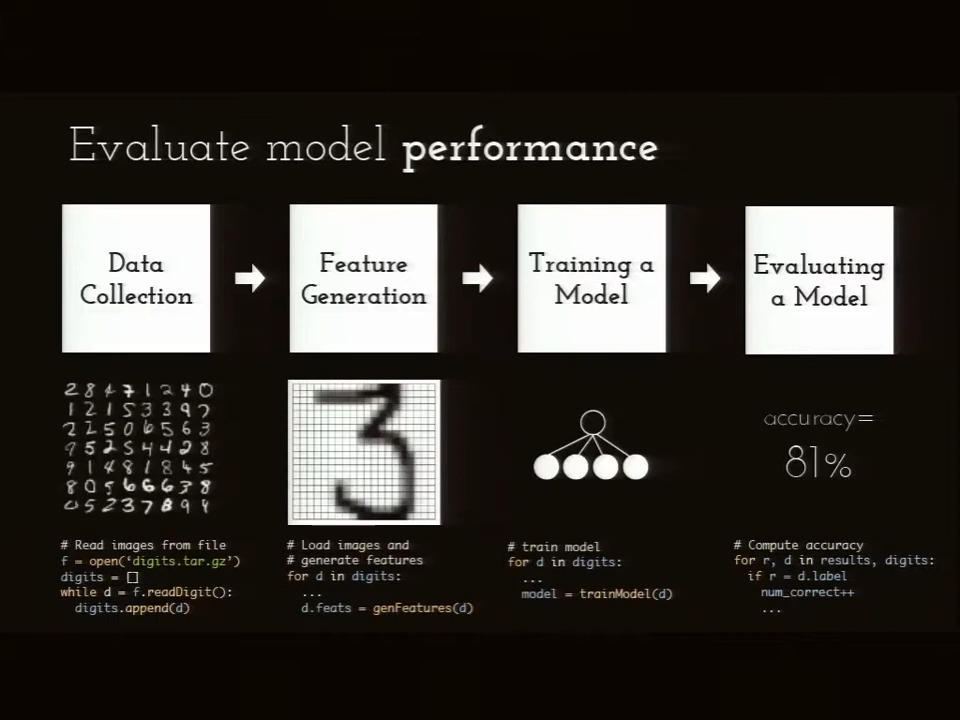 Evaluate model performance
Data
Collection
Feature
Generation
Training a
Model
Evaluating
a Model
2 8 4 7 1 2 4 0
1 2 1 5 3 3 9 7
2 2 5 0 6 5 6 3
9 5 2 5 4 4 2 8
9 1 4 8 1 8 4 5
8 0 5 6 6 6 3 8
0 5 2 3 7 8 9 4
3
accuracy=
81%
# Read images from file
f = open(‘digits.tar.gz’)
digits = []
while d = f.readDigit():
digits.append(d)
# Load images and
# generate features
for d in digits:
...
d.feats = genFeatures(d)
# train model
for d in digits:
...
model = trainModel(d)
# Compute accuracy
for r, d in results, digits:
if r = d.label
num_correct++
...